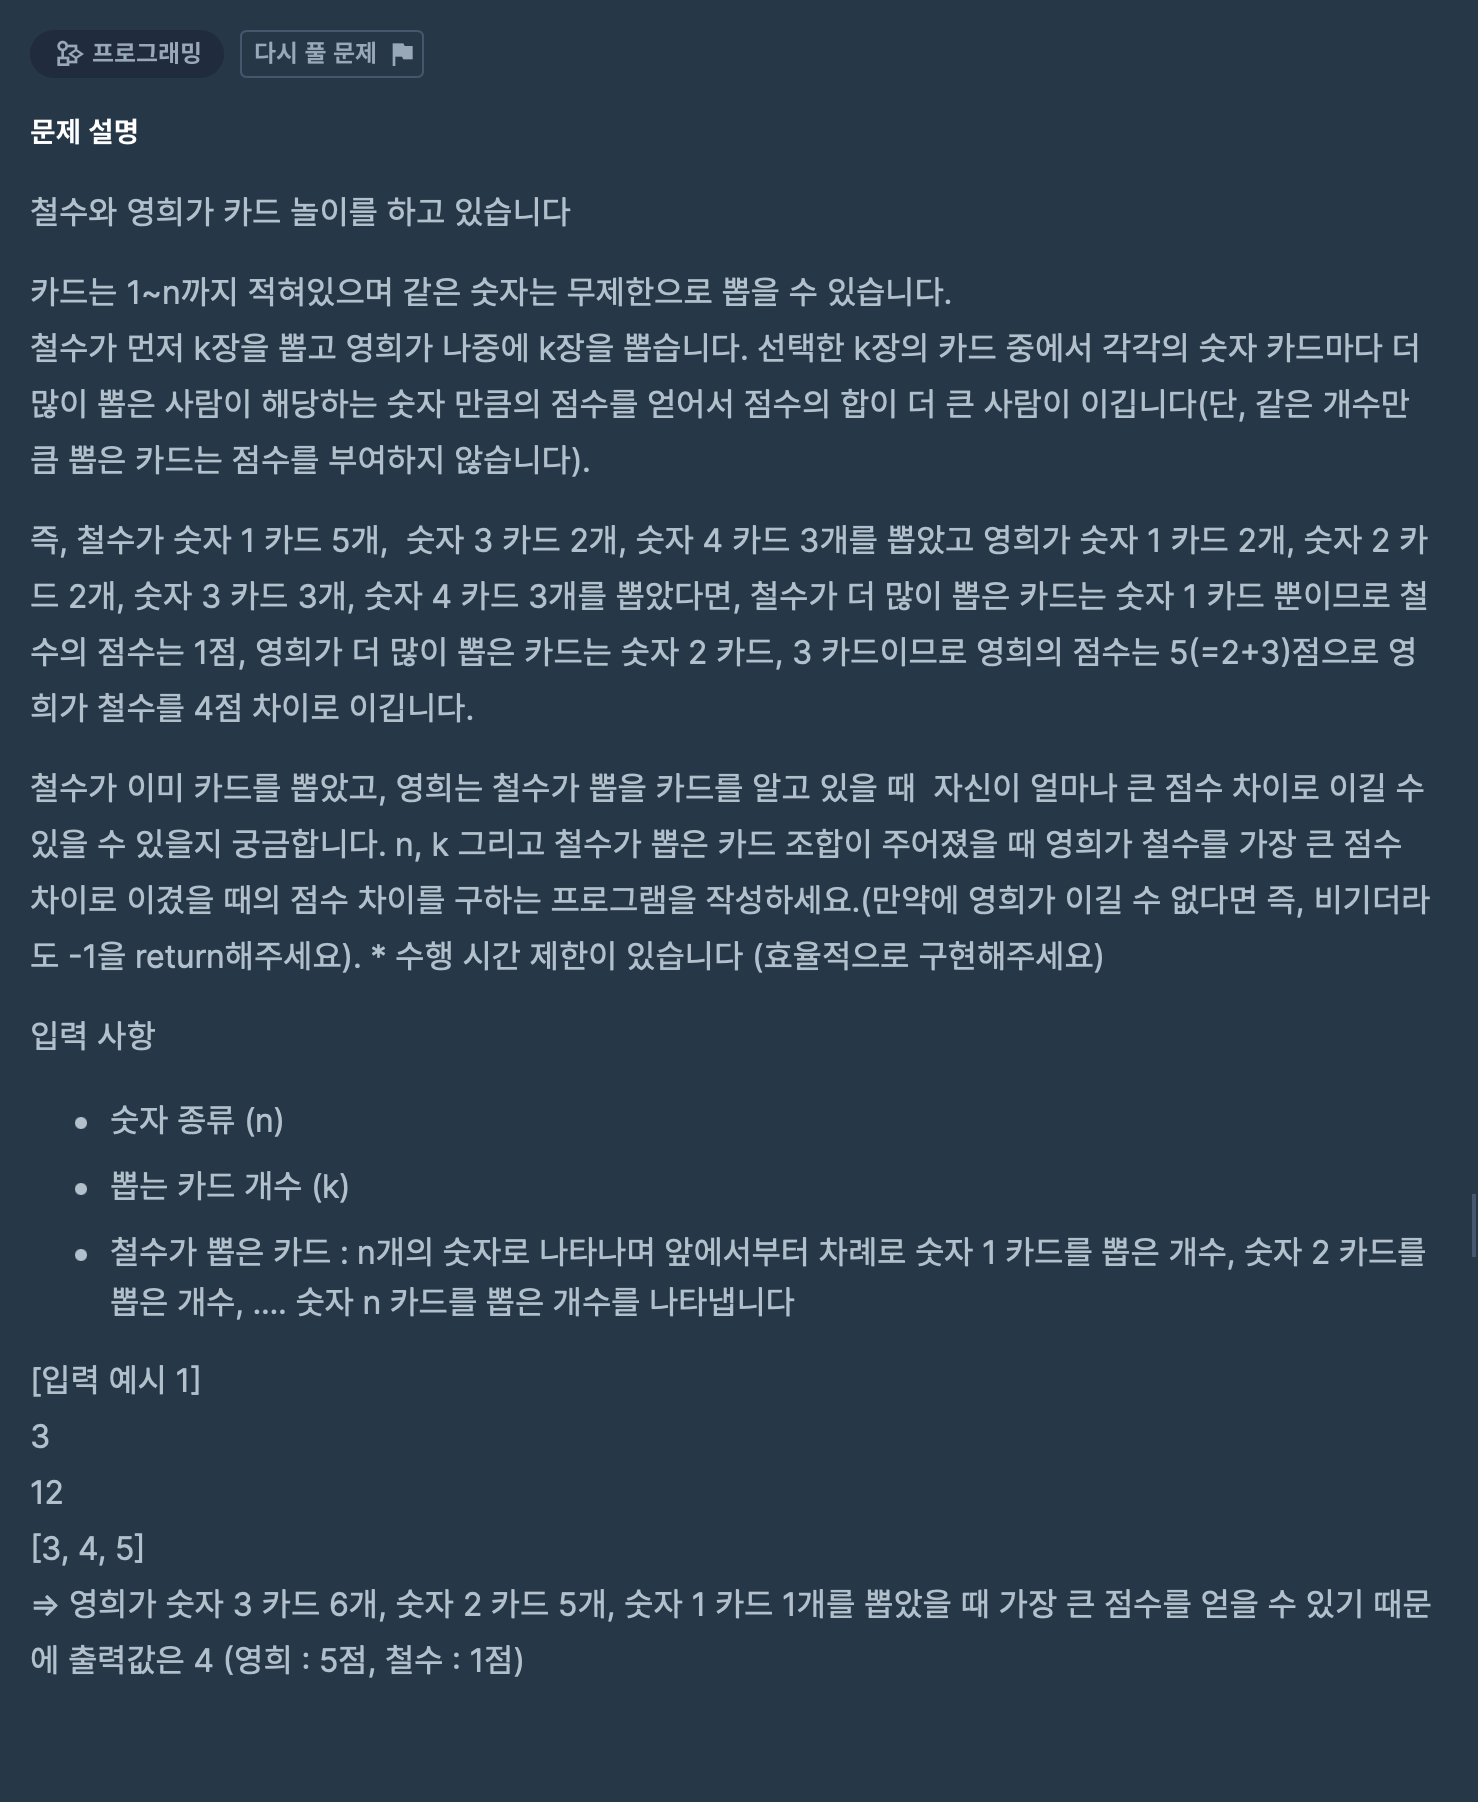 프로그래밍 다시 풀 문제
문제 설명
철수와 영희가 카드 놀이를 하고 있습니다
카드는 1~n까지 적혀있으며 같은 숫자는 무제한으로 뽑을 수 있습니다.
철수가 먼저 k장을 뽑고 영희가 나중에 k장을 뽑습니다. 선택한 k장의 카드 중에서 각각의 숫자 카드마다 더
많이 뽑은 사람이 해당하는 숫자 만큼의 점수를 얻어서 점수의 합이 더 큰 사람이 이깁니다(단, 같은 개수만
큼 뽑은 카드는 점수를 부여하지 않습니다).
즉, 철수가 숫자 1 카드 5개,  숫자 3 카드 2개, 숫자 4 카드 3개를 뽑았고 영희가 숫자 1 카드 2개, 숫자 2 카
드 2개, 숫자 3 카드 3개, 숫자 4 카드 3개를 뽑았다면, 철수가 더 많이 뽑은 카드는 숫자 1 카드 뿐이므로 철
수의 점수는 1점, 영희가 더 많이 뽑은 카드는 숫자 2 카드, 3 카드이므로 영희의 점수는 5(=2+3)점으로 영
희가 철수를 4점 차이로 이깁니다.
철수가 이미 카드를 뽑았고, 영희는 철수가 뽑을 카드를 알고 있을 때  자신이 얼마나 큰 점수 차이로 이길 수
있을 수 있을지 궁금합니다. n, k 그리고 철수가 뽑은 카드 조합이 주어졌을 때 영희가 철수를 가장 큰 점수
차이로 이겼을 때의 점수 차이를 구하는 프로그램을 작성하세요.(만약에 영희가 이길 수 없다면 즉, 비기더라
도 -1을 return해주세요). * 수행 시간 제한이 있습니다 (효율적으로 구현해주세요)
입력 사항
• 숫자 종류 (n)
• 뽑는 카드 개수 (k)
• 철수가 뽑은 카드 : n개의 숫자로 나타나며 앞에서부터 차례로 숫자 1 카드를 뽑은 개수, 숫자 2 카드를
뽑은 개수, .... 숫자 n 카드를 뽑은 개수를 나타냅니다
[입력 예시 1]
3
12
[3, 4, 5]
⇒ 영희가 숫자 3 카드 6개, 숫자 2 카드 5개, 숫자 1 카드 1개를 뽑았을 때 가장 큰 점수를 얻을 수 있기 때문
에 출력값은 4 (영희 : 5점, 철수 : 1점)